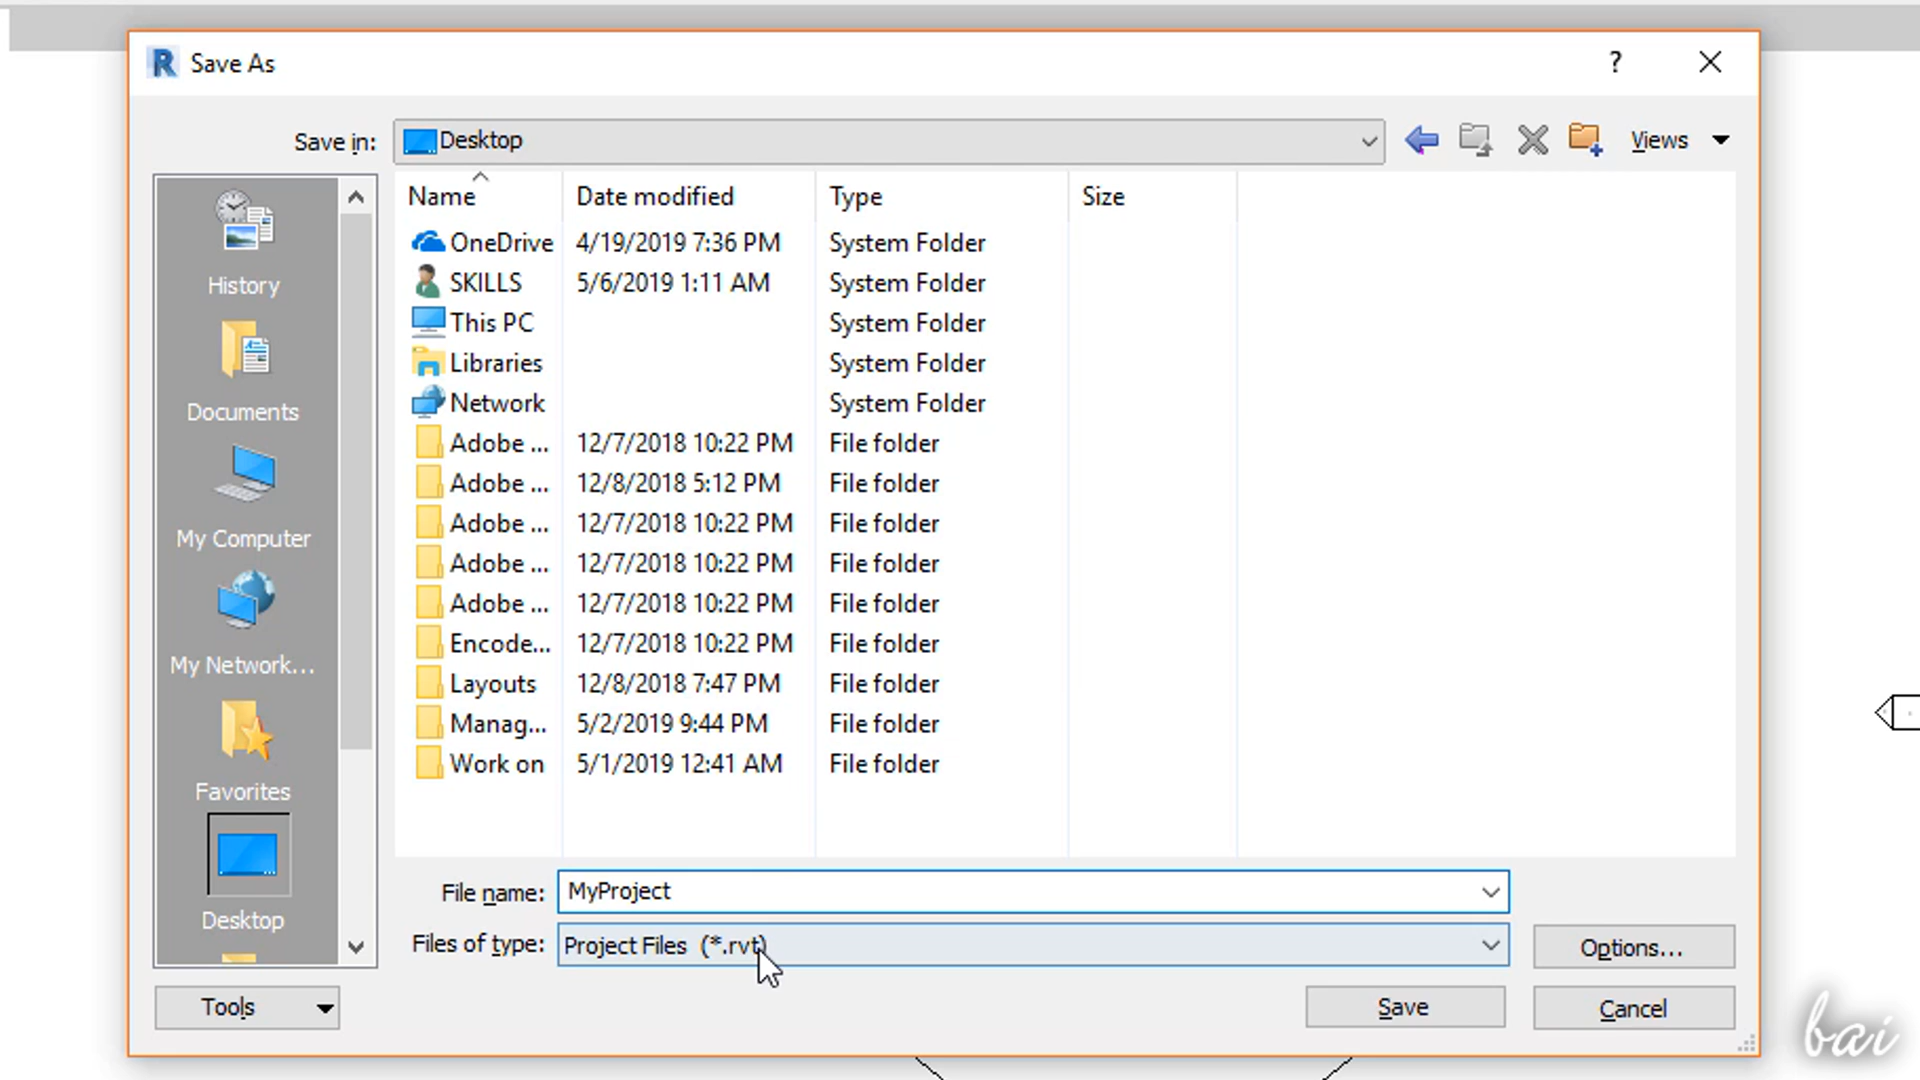 Save As
?
Save in: Desktop Views
Name Date modified Type Size
OneDrive 4/19/2019 7:36 PM System Folder
SKILLS 5/6/2019 1:11 AM System Folder
This PC System Folder
Libraries System Folder
Network System Folder
Adobe ... 12/7/2018 10:22 PM File folder
Adobe ... 12/8/2018 5:12 PM File folder
Adobe ... 12/7/2018 10:22 PM File folder
Adobe ... 12/7/2018 10:22 PM File folder
Adobe ... 12/7/2018 10:22 PM File folder
Encode... 12/7/2018 10:22 PM File folder
Layouts 12/8/2018 7:47 PM File folder
Manag... 5/2/2019 9:44 PM File folder
Work on 5/1/2019 12:41 AM File folder
History
Documents
My Computer
My Network...
Favorites
Desktop
File name: MyProject
Files of type: Project Files (*.rvt)
Options...
Tools
Save
Cancel
bai